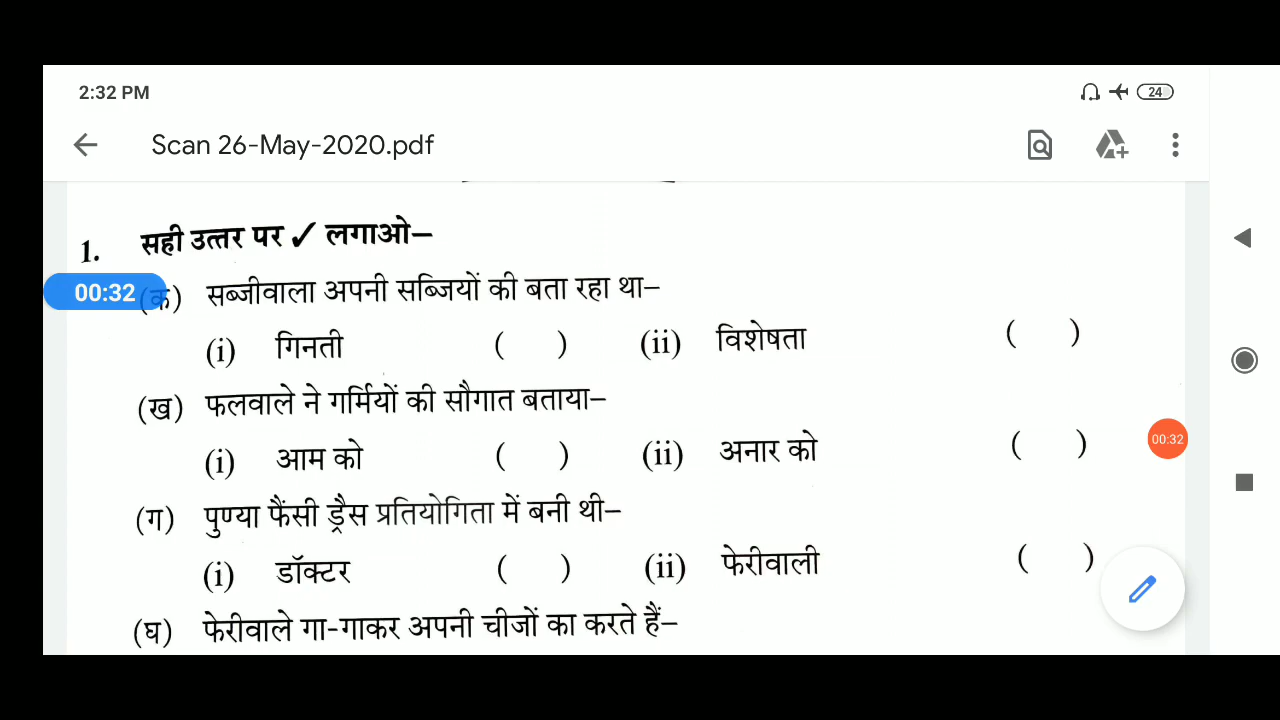 2:32 PM
24
Scan 26-May-2020.pdf
1. सही उत्तर पर ✓ लगाओ–
00:32
(क) सब्जीवाला अपनी सब्जियों की बता रहा था–
(i) गिनती ( ) (ii) विशेषता ( )
(ख) फलवाले ने गर्मियों की सौगात बताया–
(i) आम को ( ) (ii) अनार को ( )
00:32
(ग) पुण्या फैंसी ड्रैस प्रतियोगिता में बनी थी–
(i) डॉक्टर ( ) (ii) फेरीवाली ( )
(घ) फेरीवाले गा-गाकर अपनी चीजों का करते हैं–